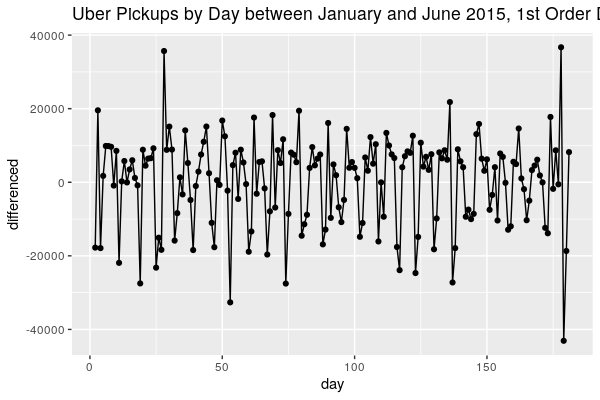 Uber Pickups by Day between January and June 2015, 1st Order D
40000
20000
0
-20000
-40000
differenced
0 50 100 150
day